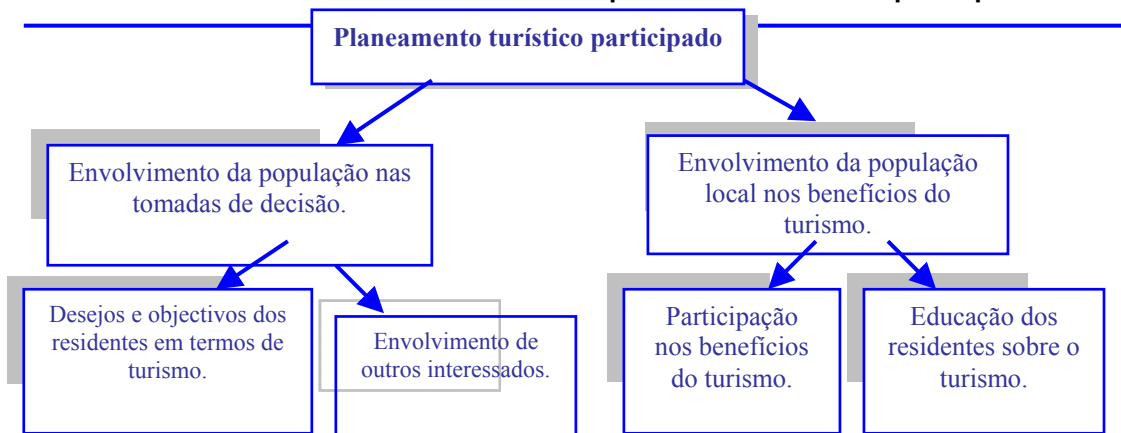 Planeamento turístico participado
Envolvimento da população nas
tomadas de decisão.
Envolvimento da população
local nos benefícios do
turismo.
Desejos e objectivos dos
residentes em termos de
turismo.
Envolvimento de
outros interessados.
Participação
nos benefícios
do turismo.
Educação dos
residentes sobre o
turismo.